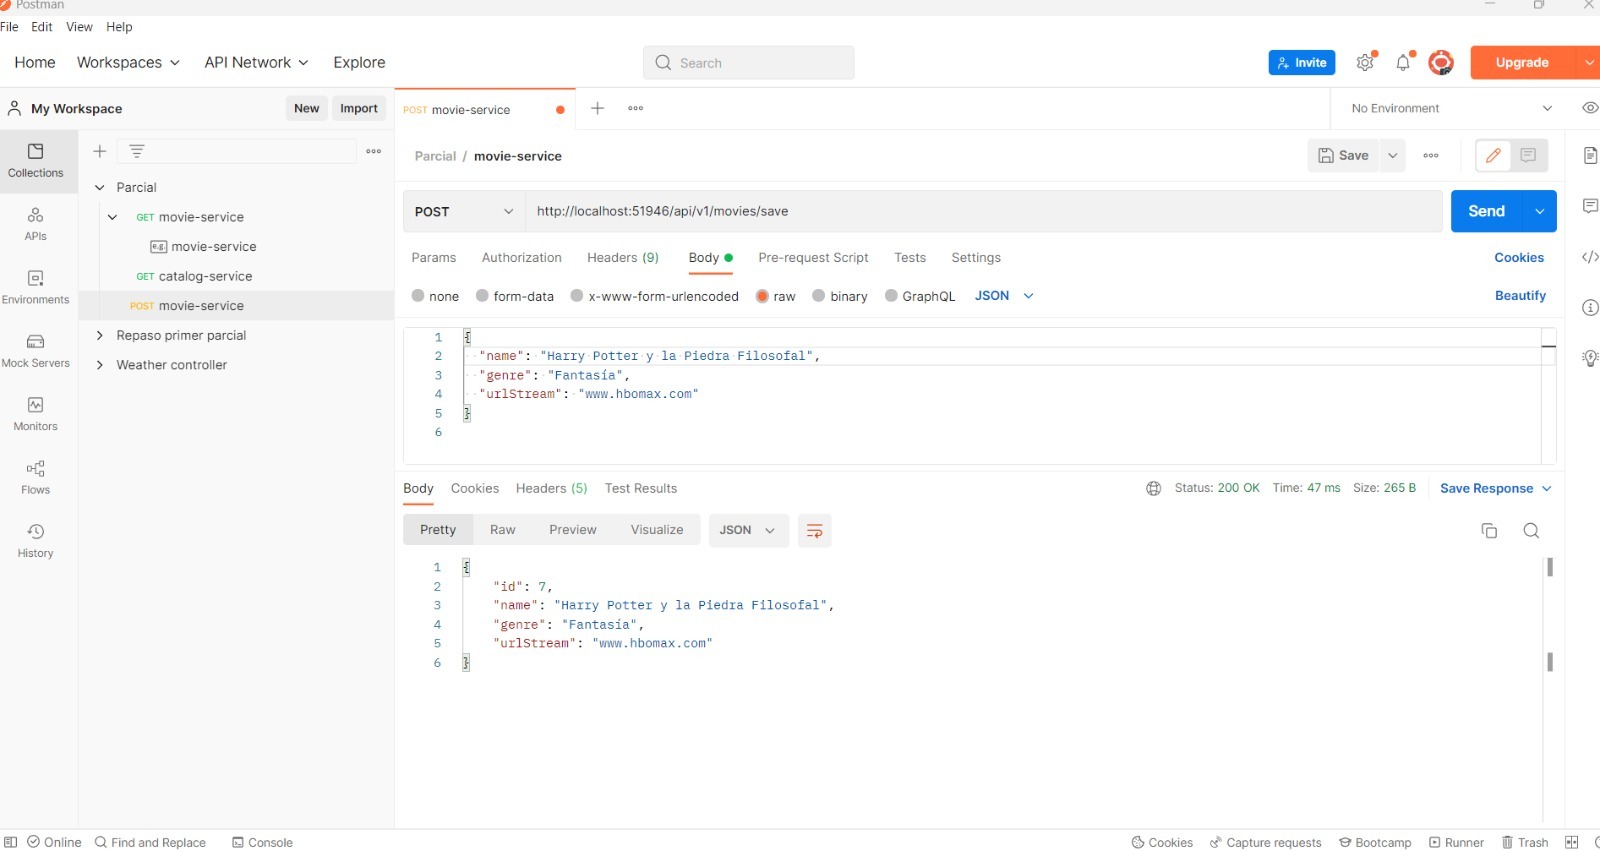 Postman
File Edit View Help
Home Workspaces API Network Explore Search Invite Upgrade
My Workspace New Import POST movie-service No Environment
Collections
APIs
Environments
Mock Servers
Monitors
Flows
History
Parcial
GET movie-service
e.g. movie-service
GET catalog-service
POST movie-service
Repaso primer parcial
Weather controller
Parcial / movie-service Save
POST http://localhost:51946/api/v1/movies/save Send
Params Authorization Headers (9) Body Pre-request Script Tests Settings Cookies
none form-data x-www-form-urlencoded raw binary GraphQL JSON Beautify
1 {
2 "name": "Harry Potter y la Piedra Filosofal",
3 "genre": "Fantasía",
4 "urlStream": "www.hbomax.com"
5 }
6
Body Cookies Headers (5) Test Results Status: 200 OK Time: 47 ms Size: 265 B Save Response
Pretty Raw Preview Visualize JSON
1 {
2 "id": 7,
3 "name": "Harry Potter y la Piedra Filosofal",
4 "genre": "Fantasía",
5 "urlStream": "www.hbomax.com"
6 }
Online Find and Replace Console Cookies Capture requests Bootcamp Runner Trash